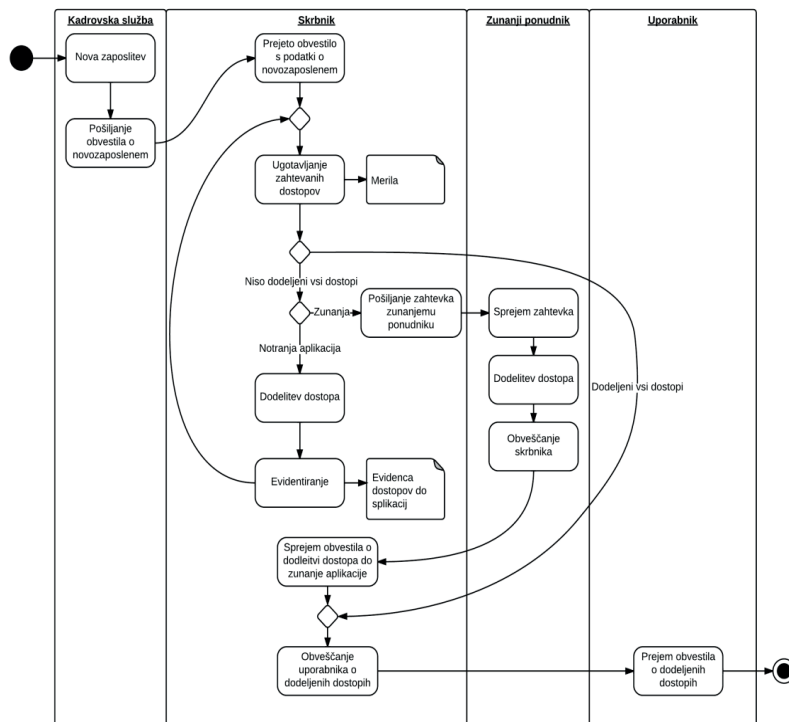 Kadrovska služba
Skrbnik
Zunanji ponudnik
Uporabnik
Nova zaposlitev
Prejeto obvestilo
s podatki o
novozaposlenem
Pošiljanje
obvestila o
novozaposlenem
Ugotavljanje
zahtevanih
dostopov
Merila
Niso dodeljeni vsi dostopi
Zunanja
Pošiljanje zahtevka
zunanjemu
ponudniku
Sprejem zahtevka
Notranja aplikacija
Dodelitev dostopa
Dodelitev dostopa
Dodeljeni vsi dostopi
Obveščanje
skrbnika
Evidentiranje
Evidenca
dostopov do
splikacij
Sprejem obvestila o
dodleitvi dostopa do
zunanje aplikacije
Obveščanje
uporabnika o
dodeljenih dostopih
Prejem obvestila
o dodeljenih
dostopih